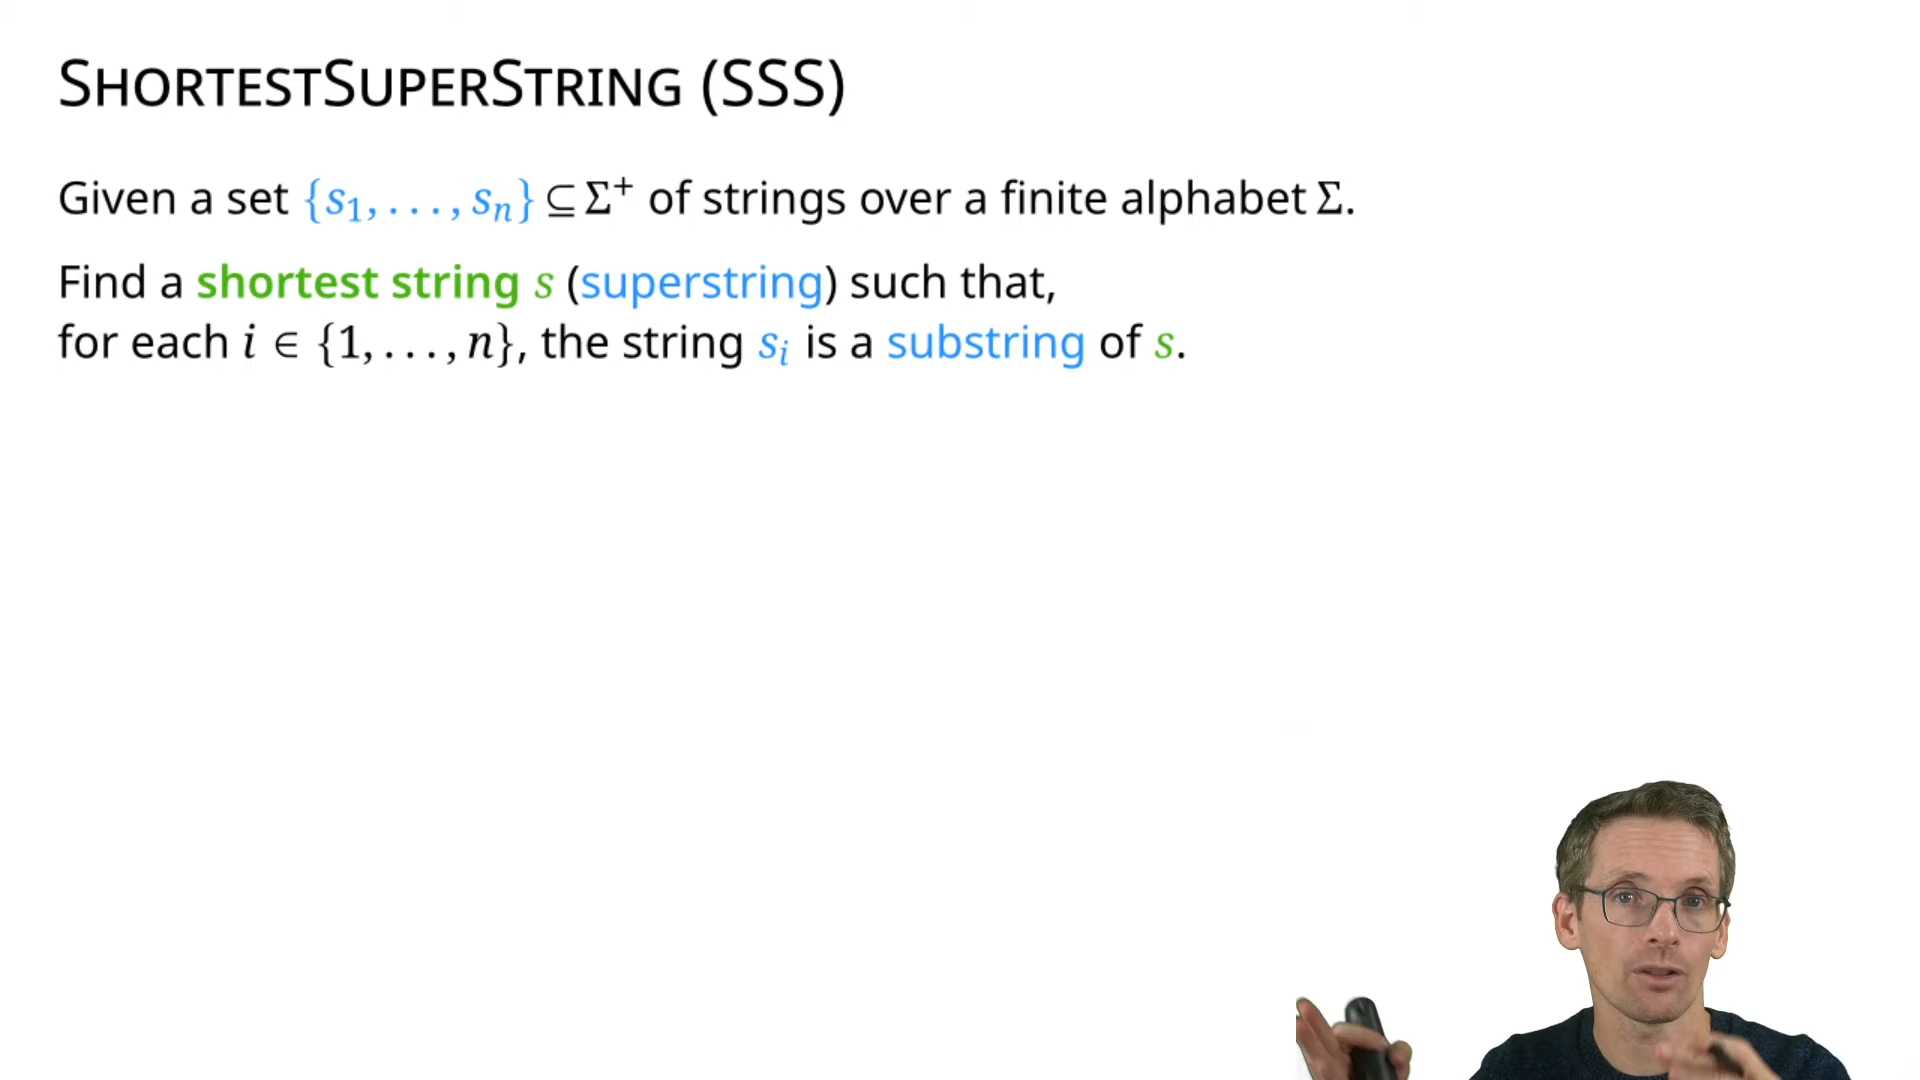 SHORTESTSUPERSTRING (SSS)
Given a set {s₁, . . . , sₙ} ⊆ Σ⁺ of strings over a finite alphabet Σ.
Find a shortest string s (superstring) such that,
for each i ∈ {1, . . . , n}, the string sᵢ is a substring of s.